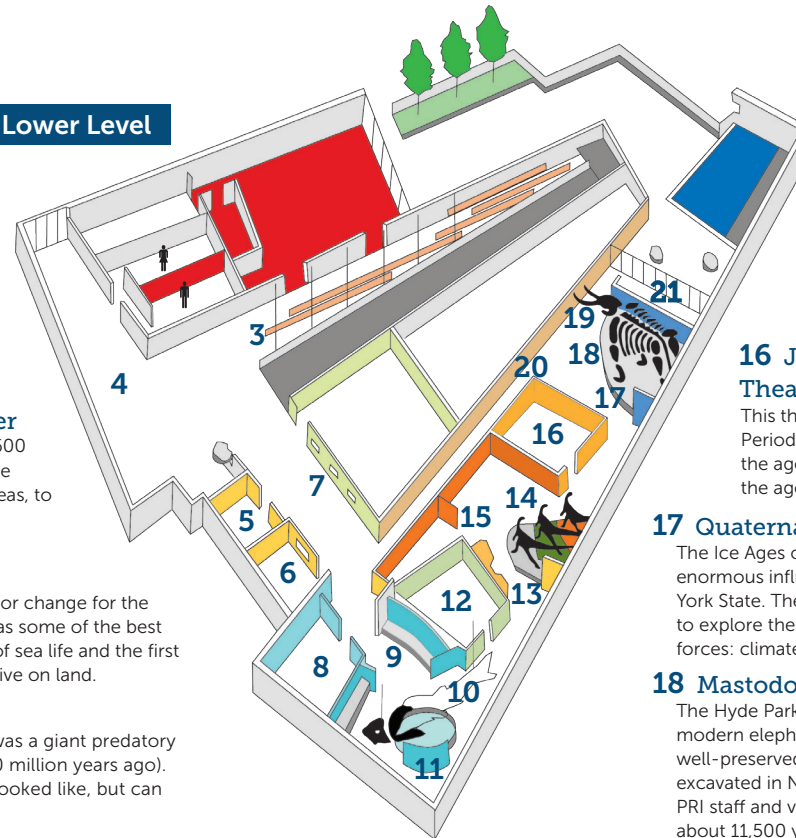 Lower Level
3
4
5
6
7
8
9
10
11
12
13
14
15
16
17
18
19
20
21
er
500
e
eas, to
or change for the
as some of the best
of sea life and the first
ive on land.
was a giant predatory
0 million years ago).
ooked like, but can
16 J
Thea
This th
Period
the age
the age
17 Quaterna
The Ice Ages o
enormous influ
York State. The
to explore the
forces: climate
18 Mastodo
The Hyde Park
modern eleph
well-preserved
excavated in N
PRI staff and v
about 11,500 y